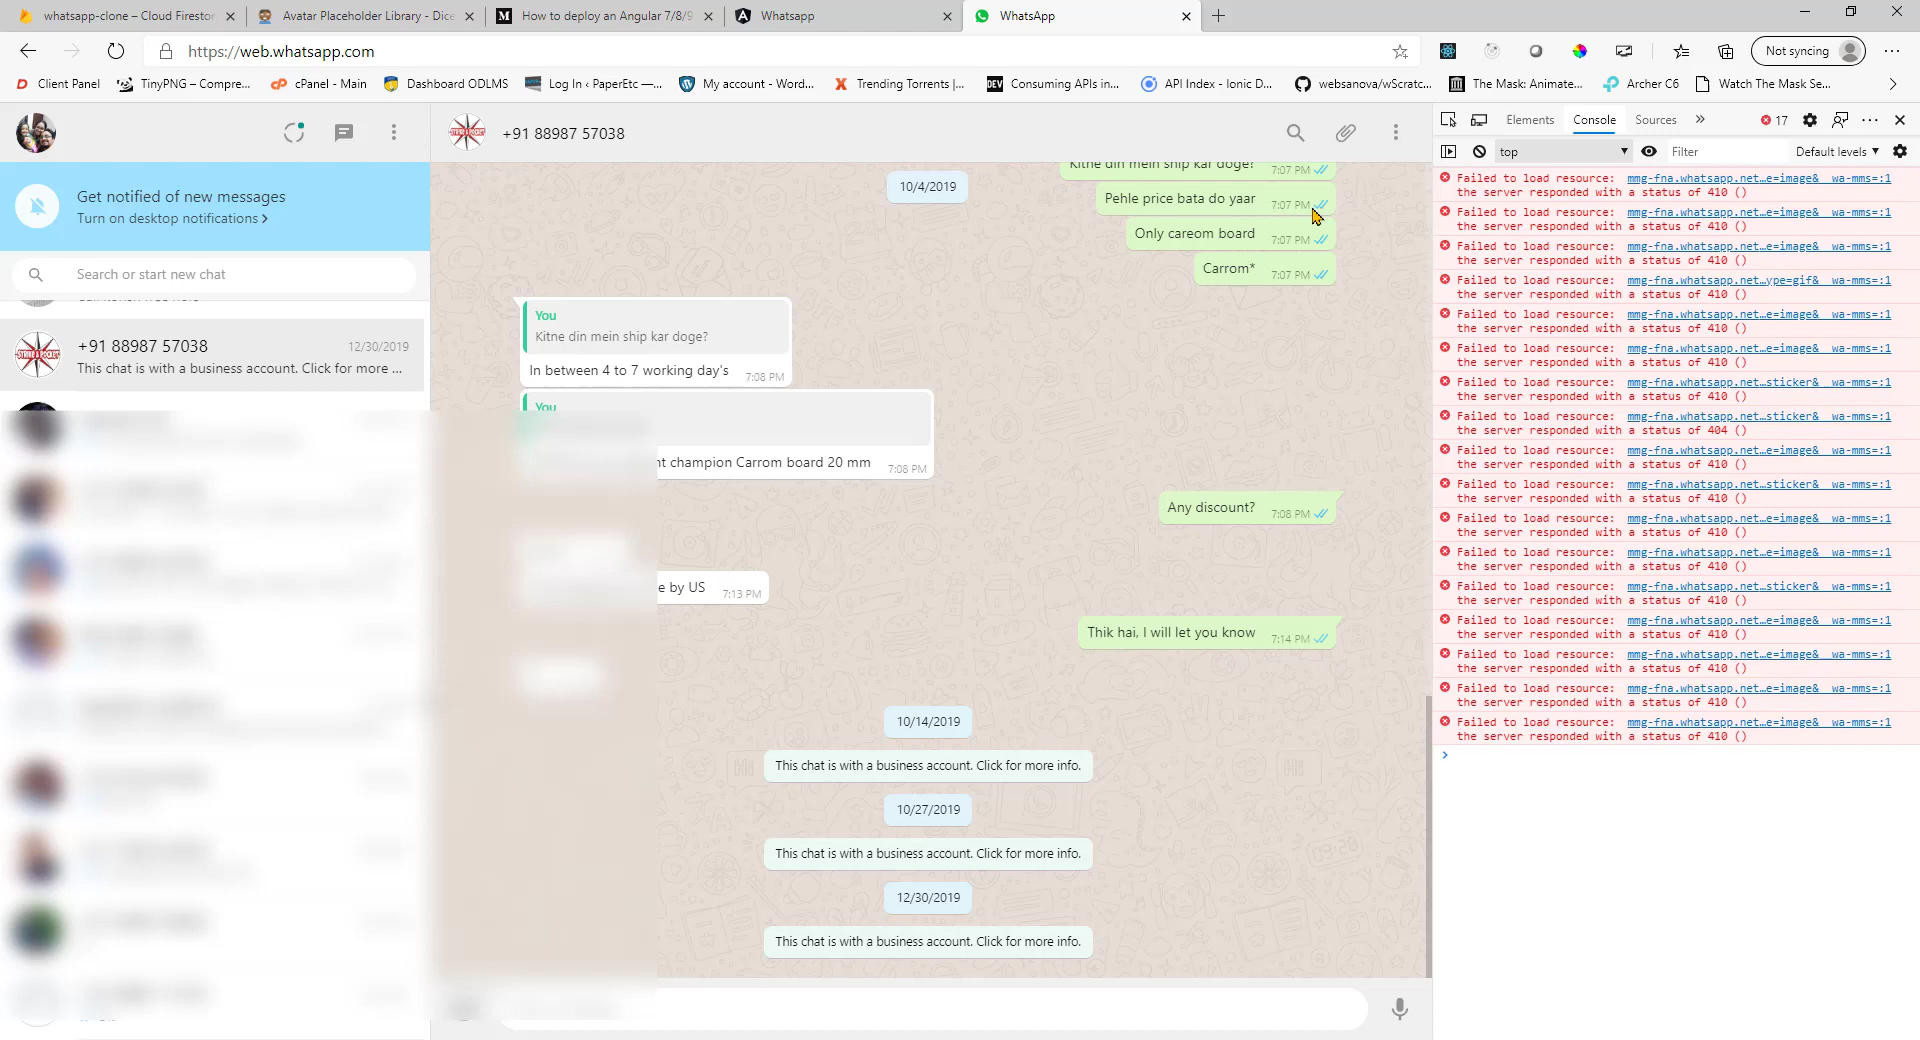 whatsapp-clone – Cloud Firestor
Avatar Placeholder Library - Dice
How to deploy an Angular 7/8/9
Whatsapp
WhatsApp
https://web.whatsapp.com
Not syncing
Client Panel
TinyPNG – Compre...
cPanel - Main
Dashboard ODLMS
Log In ‹ PaperEtc —...
My account - Word...
Trending Torrents |...
Consuming APIs in...
API Index - Ionic D...
websanova/wScratc...
The Mask: Animate...
Archer C6
Watch The Mask Se...
+91 88987 57038
Get notified of new messages
Turn on desktop notifications >
Search or start new chat
+91 88987 57038
12/30/2019
This chat is with a business account. Click for more ...
Kitne din mein ship kar doge?
7:07 PM
10/4/2019
Pehle price bata do yaar
7:07 PM
Only careom board
7:07 PM
Carrom*
7:07 PM
You
Kitne din mein ship kar doge?
In between 4 to 7 working day's
7:08 PM
You
champion Carrom board 20 mm
7:08 PM
Any discount?
7:08 PM
by US
7:13 PM
Thik hai, I will let you know
7:14 PM
10/14/2019
This chat is with a business account. Click for more info.
10/27/2019
This chat is with a business account. Click for more info.
12/30/2019
This chat is with a business account. Click for more info.
Elements
Console
Sources
17
top
Filter
Default levels
Failed to load resource: mmg-fna.whatsapp.net…e=image&__wa-mms=:1
the server responded with a status of 410 ()
Failed to load resource: mmg-fna.whatsapp.net…e=image&__wa-mms=:1
the server responded with a status of 410 ()
Failed to load resource: mmg-fna.whatsapp.net…e=image&__wa-mms=:1
the server responded with a status of 410 ()
Failed to load resource: mmg-fna.whatsapp.net…ype=gif&__wa-mms=:1
the server responded with a status of 410 ()
Failed to load resource: mmg-fna.whatsapp.net…e=image&__wa-mms=:1
the server responded with a status of 410 ()
Failed to load resource: mmg-fna.whatsapp.net…e=image&__wa-mms=:1
the server responded with a status of 410 ()
Failed to load resource: mmg-fna.whatsapp.net…sticker&__wa-mms=:1
the server responded with a status of 410 ()
Failed to load resource: mmg-fna.whatsapp.net…sticker&__wa-mms=:1
the server responded with a status of 404 ()
Failed to load resource: mmg-fna.whatsapp.net…e=image&__wa-mms=:1
the server responded with a status of 410 ()
Failed to load resource: mmg-fna.whatsapp.net…sticker&__wa-mms=:1
the server responded with a status of 410 ()
Failed to load resource: mmg-fna.whatsapp.net…e=image&__wa-mms=:1
the server responded with a status of 410 ()
Failed to load resource: mmg-fna.whatsapp.net…e=image&__wa-mms=:1
the server responded with a status of 410 ()
Failed to load resource: mmg-fna.whatsapp.net…sticker&__wa-mms=:1
the server responded with a status of 410 ()
Failed to load resource: mmg-fna.whatsapp.net…e=image&__wa-mms=:1
the server responded with a status of 410 ()
Failed to load resource: mmg-fna.whatsapp.net…e=image&__wa-mms=:1
the server responded with a status of 410 ()
Failed to load resource: mmg-fna.whatsapp.net…e=image&__wa-mms=:1
the server responded with a status of 410 ()
Failed to load resource: mmg-fna.whatsapp.net…e=image&__wa-mms=:1
the server responded with a status of 410 ()